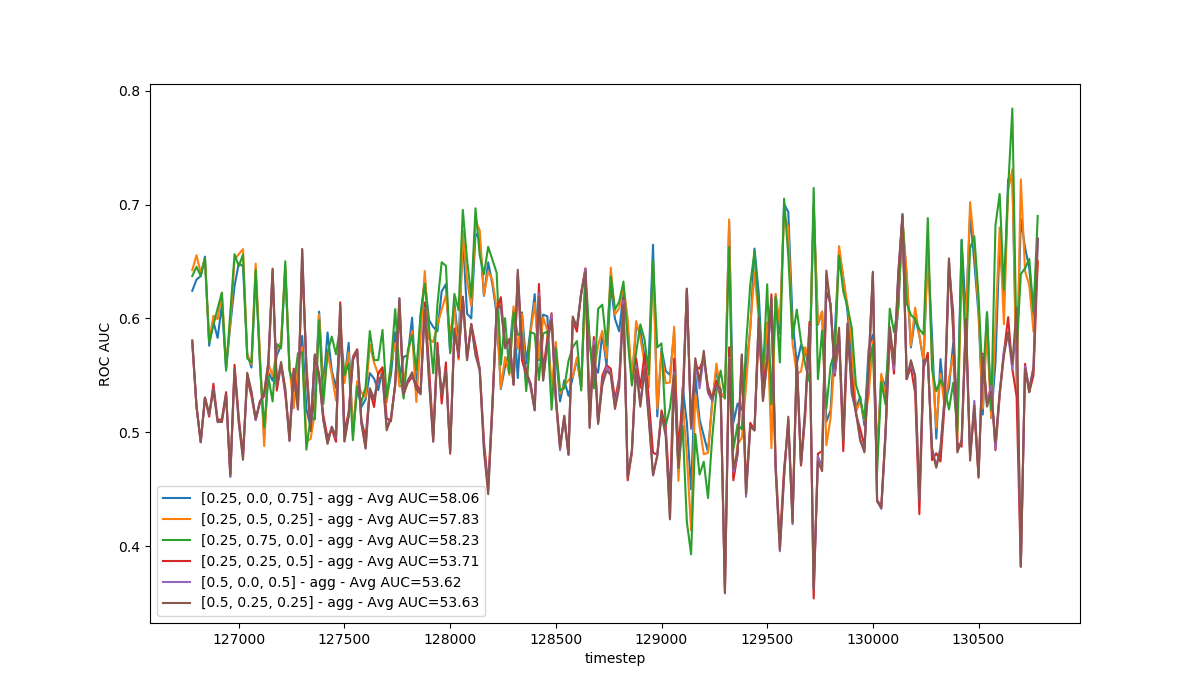 0.8
0.7
0.6
0.5
0.4
ROC AUC
[0.25, 0.0, 0.75] - agg - Avg AUC=58.06
[0.25, 0.5, 0.25] - agg - Avg AUC=57.83
[0.25, 0.75, 0.0] - agg - Avg AUC=58.23
[0.25, 0.25, 0.5] - agg - Avg AUC=53.71
[0.5, 0.0, 0.5] - agg - Avg AUC=53.62
[0.5, 0.25, 0.25] - agg - Avg AUC=53.63
127000 127500 128000 128500 129000 129500 130000 130500
timestep